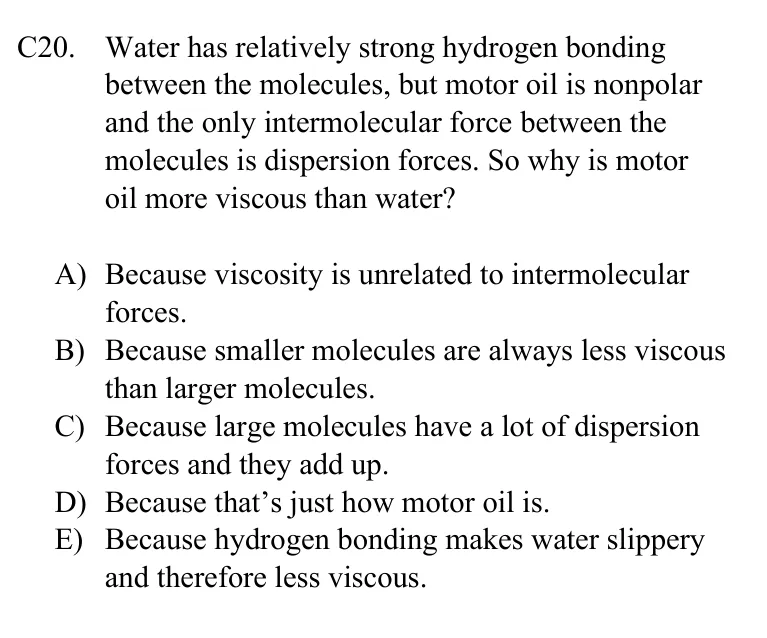 C20. Water has relatively strong hydrogen bonding
between the molecules, but motor oil is nonpolar
and the only intermolecular force between the
molecules is dispersion forces. So why is motor
oil more viscous than water?
A) Because viscosity is unrelated to intermolecular
forces.
B) Because smaller molecules are always less viscous
than larger molecules.
C) Because large molecules have a lot of dispersion
forces and they add up.
D) Because that’s just how motor oil is.
E) Because hydrogen bonding makes water slippery
and therefore less viscous.